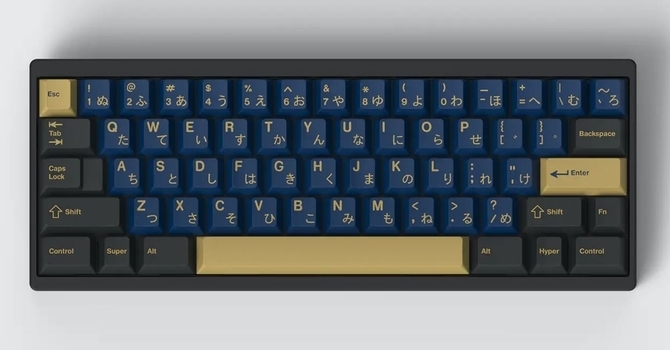 Esc ! 1 ぬ @ 2 ふ # 3 あ $ 4 う % 5 え ^ 6 お & 7 や * 8 ゆ ( 9 よ ) 0 わ _ - ほ + = へ | \ む ~ ろ
Tab Q た W て E い R す T か Y ん U な I に O ら P せ { [ ゛ } ] ゜ Backspace
Caps Lock A ち S と D し F は G き H く J ま K の L り : ; れ " ' け Enter
Shift Z つ X さ C そ V ひ B こ N み M も < , ね > . る ? / め Shift Fn
Control Super Alt Alt Hyper Control